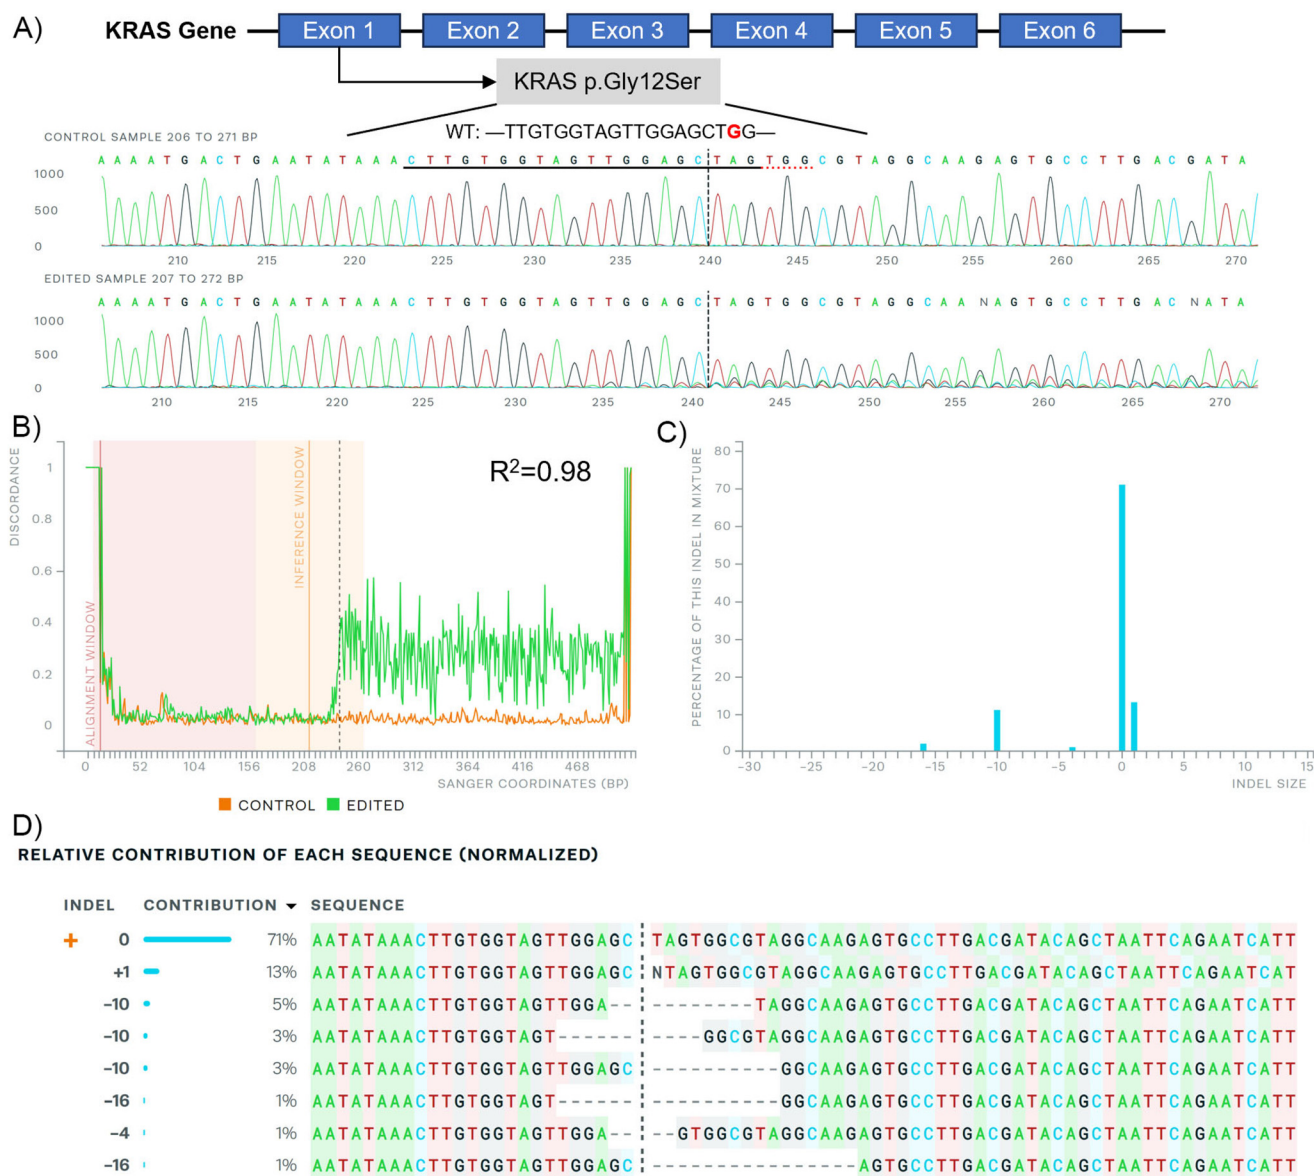 A)
KRAS Gene Exon 1 Exon 2 Exon 3 Exon 4 Exon 5 Exon 6
KRAS p.Gly12Ser
WT: —TTGTGGTAGTTGGAGCTGG—
CONTROL SAMPLE 206 TO 271 BP
A A A A T G A C T G A A T A T A A A C T T G T G G T A G T T G G A G C T A G T G G C G T A G G C A A G A G T G C C T T G A C G A T A
1000
500
0
210 215 220 225 230 235 240 245 250 255 260 265 270
EDITED SAMPLE 207 TO 272 BP
A A A A T G A C T G A A T A T A A A C T T G T G G T A G T T G G A G C T A G T G G C G T A G G C A A N A G T G C C T T G A C N A T A
1000
500
0
210 215 220 225 230 235 240 245 250 255 260 265 270
B)
DISCORDANCE
1
0.8
0.6
0.4
0.2
0
ALIGNMENT WINDOW
INFERENCE WINDOW
R²=0.98
0 52 104 156 208 260 312 364 416 468
SANGER COORDINATES (BP)
CONTROL EDITED
C)
PERCENTAGE OF THIS INDEL IN MIXTURE
80
70
60
50
40
30
20
10
0
−30 −25 −20 −15 −10 −5 0 5 10 15
INDEL SIZE
D)
RELATIVE CONTRIBUTION OF EACH SEQUENCE (NORMALIZED)
INDEL CONTRIBUTION ▼ SEQUENCE
+ 0 71% AATATAAACTTGTGGTAGTTGGAGC TAGTGGCGTAGGCAAGAGTGCCTTGACGATACAGCTAATTCAGAATCATT
+1 13% AATATAAACTTGTGGTAGTTGGAGC NTAGTGGCGTAGGCAAGAGTGCCTTGACGATACAGCTAATTCAGAATCAT
−10 5% AATATAAACTTGTGGTAGTTGGA-- --------TAGGCAAGAGTGCCTTGACGATACAGCTAATTCAGAATCATT
−10 3% AATATAAACTTGTGGTAGT------ ----GGCGTAGGCAAGAGTGCCTTGACGATACAGCTAATTCAGAATCATT
−10 3% AATATAAACTTGTGGTAGTTGGAGC ----------GGCAAGAGTGCCTTGACGATACAGCTAATTCAGAATCATT
−16 1% AATATAAACTTGTGGTAGT------ ----------GGCAAGAGTGCCTTGACGATACAGCTAATTCAGAATCATT
−4 1% AATATAAACTTGTGGTAGTTGGA-- --GTGGCGTAGGCAAGAGTGCCTTGACGATACAGCTAATTCAGAATCATT
−16 1% AATATAAACTTGTGGTAGTTGGAGC ----------------AGTGCCTTGACGATACAGCTAATTCAGAATCATT